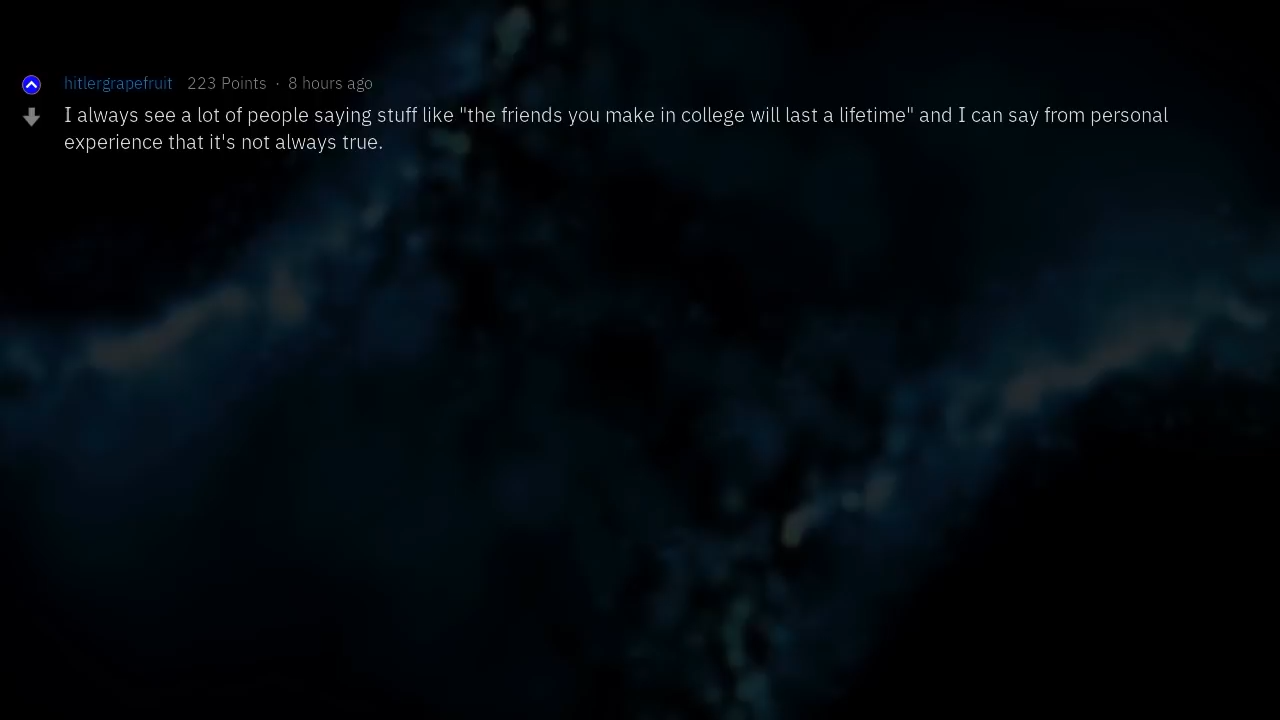 hitlergrapefruit 223 Points · 8 hours ago
I always see a lot of people saying stuff like "the friends you make in college will last a lifetime" and I can say from personal
experience that it's not always true.